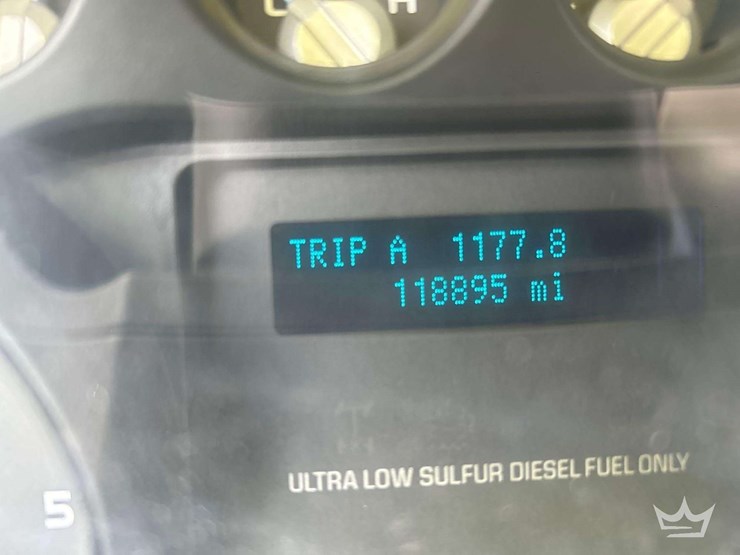 C H
TRIP A 1177.8
118895 mi
ULTRA LOW SULFUR DIESEL FUEL ONLY
5